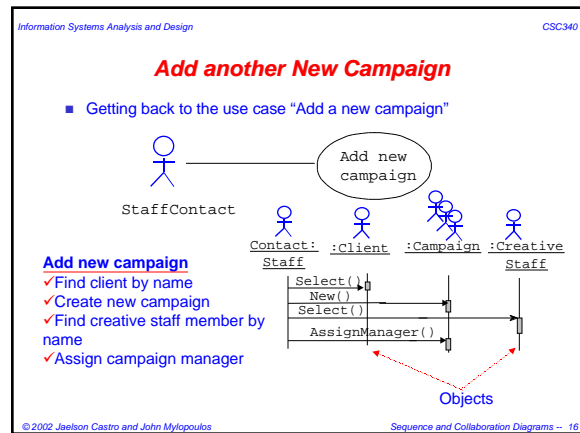 Information Systems Analysis and Design
CSC340
Add another New Campaign
Getting back to the use case “Add a new campaign”
Add new
campaign
StaffContact
Contact:
Staff
:Client
:Campaign
:Creative
Staff
Add new campaign
✓Find client by name
✓Create new campaign
✓Find creative staff member by
name
✓Assign campaign manager
Select()
New()
Select()
AssignManager()
Objects
© 2002 Jaelson Castro and John Mylopoulos
Sequence and Collaboration Diagrams -- 16